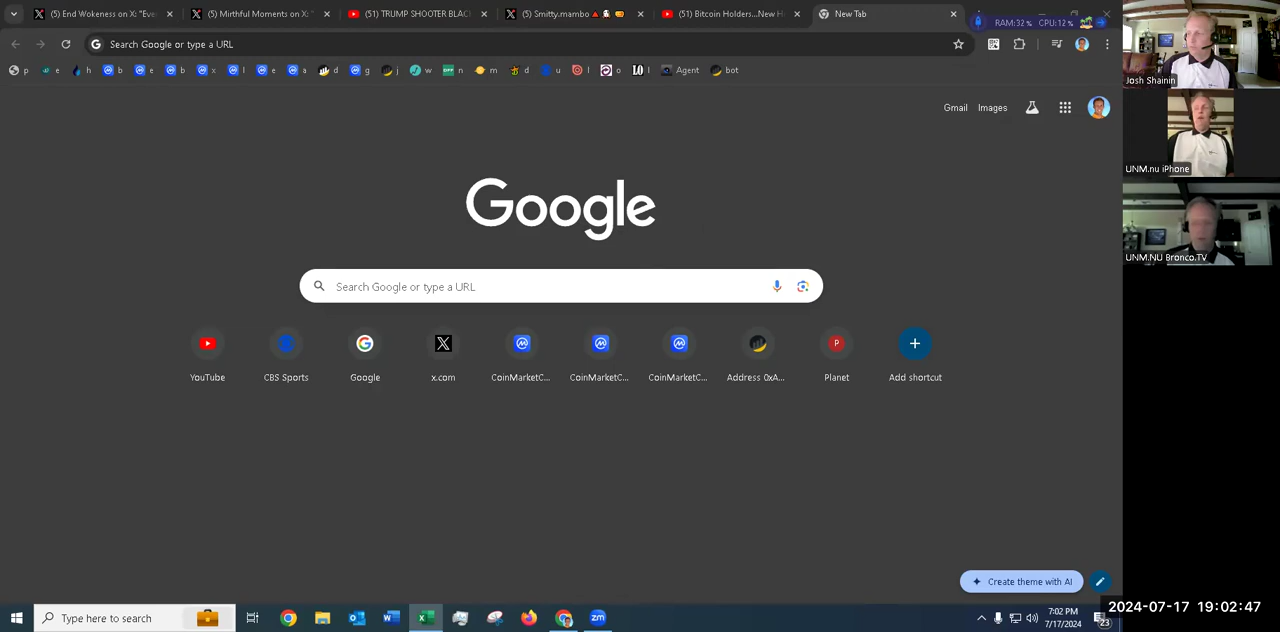 (5) End Wokeness on X: "Ever
(5) Mirthful Moments on X: "
(51) TRUMP SHOOTER BLAC
(5) Smitty.mambo
(51) Bitcoin Holders...New H
New Tab
RAM:32 % CPU:12 %
Search Google or type a URL
p e h b e b x l e a d g j w n m d u l o l Agent bot
Gmail Images
Google
Search Google or type a URL
YouTube CBS Sports Google x.com CoinMarketC... CoinMarketC... CoinMarketC... Address 0xA... Planet Add shortcut
Create theme with AI
Type here to search
7:02 PM
7/17/2024
23
Josh Shainin
UNM.nu iPhone
UNM.NU Bronco.TV
2024-07-17 19:02:47